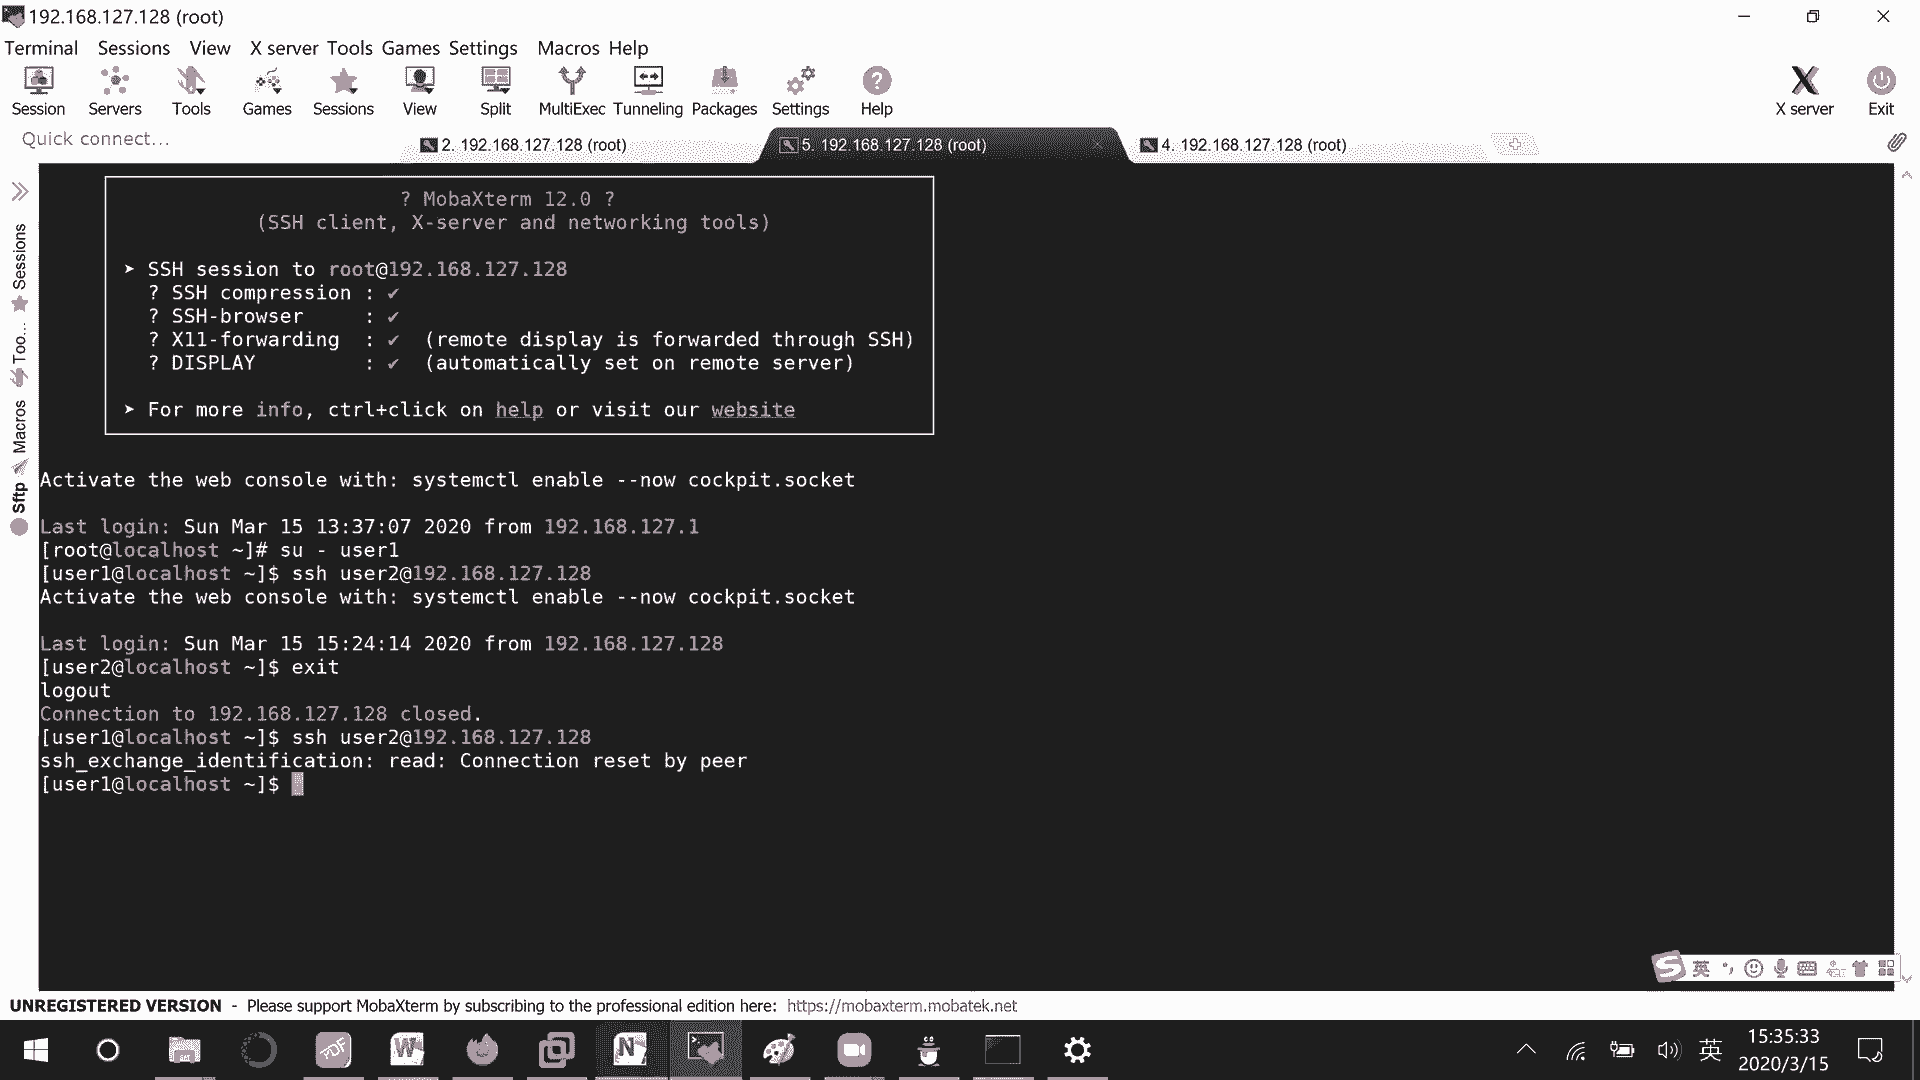 192.168.127.128 (root)
Terminal Sessions View X server Tools Games Settings Macros Help
Session Servers Tools Games Sessions View Split MultiExec Tunneling Packages Settings Help X server Exit
Quick connect...
2. 192.168.127.128 (root)
5. 192.168.127.128 (root)
4. 192.168.127.128 (root)
Sessions
Too...
Macros
Sftp
? MobaXterm 12.0 ?
(SSH client, X-server and networking tools)
➤ SSH session to root@192.168.127.128
? SSH compression : ✔
? SSH-browser     : ✔
? X11-forwarding  : ✔  (remote display is forwarded through SSH)
? DISPLAY         : ✔  (automatically set on remote server)
➤ For more info, ctrl+click on help or visit our website
Activate the web console with: systemctl enable --now cockpit.socket
Last login: Sun Mar 15 13:37:07 2020 from 192.168.127.1
[root@localhost ~]# su - user1
[user1@localhost ~]$ ssh user2@192.168.127.128
Activate the web console with: systemctl enable --now cockpit.socket
Last login: Sun Mar 15 15:24:14 2020 from 192.168.127.128
[user2@localhost ~]$ exit
logout
Connection to 192.168.127.128 closed.
[user1@localhost ~]$ ssh user2@192.168.127.128
ssh_exchange_identification: read: Connection reset by peer
[user1@localhost ~]$
S 英
UNREGISTERED VERSION - Please support MobaXterm by subscribing to the professional edition here: https://mobaxterm.mobatek.net
PDF W N 英
15:35:33
2020/3/15